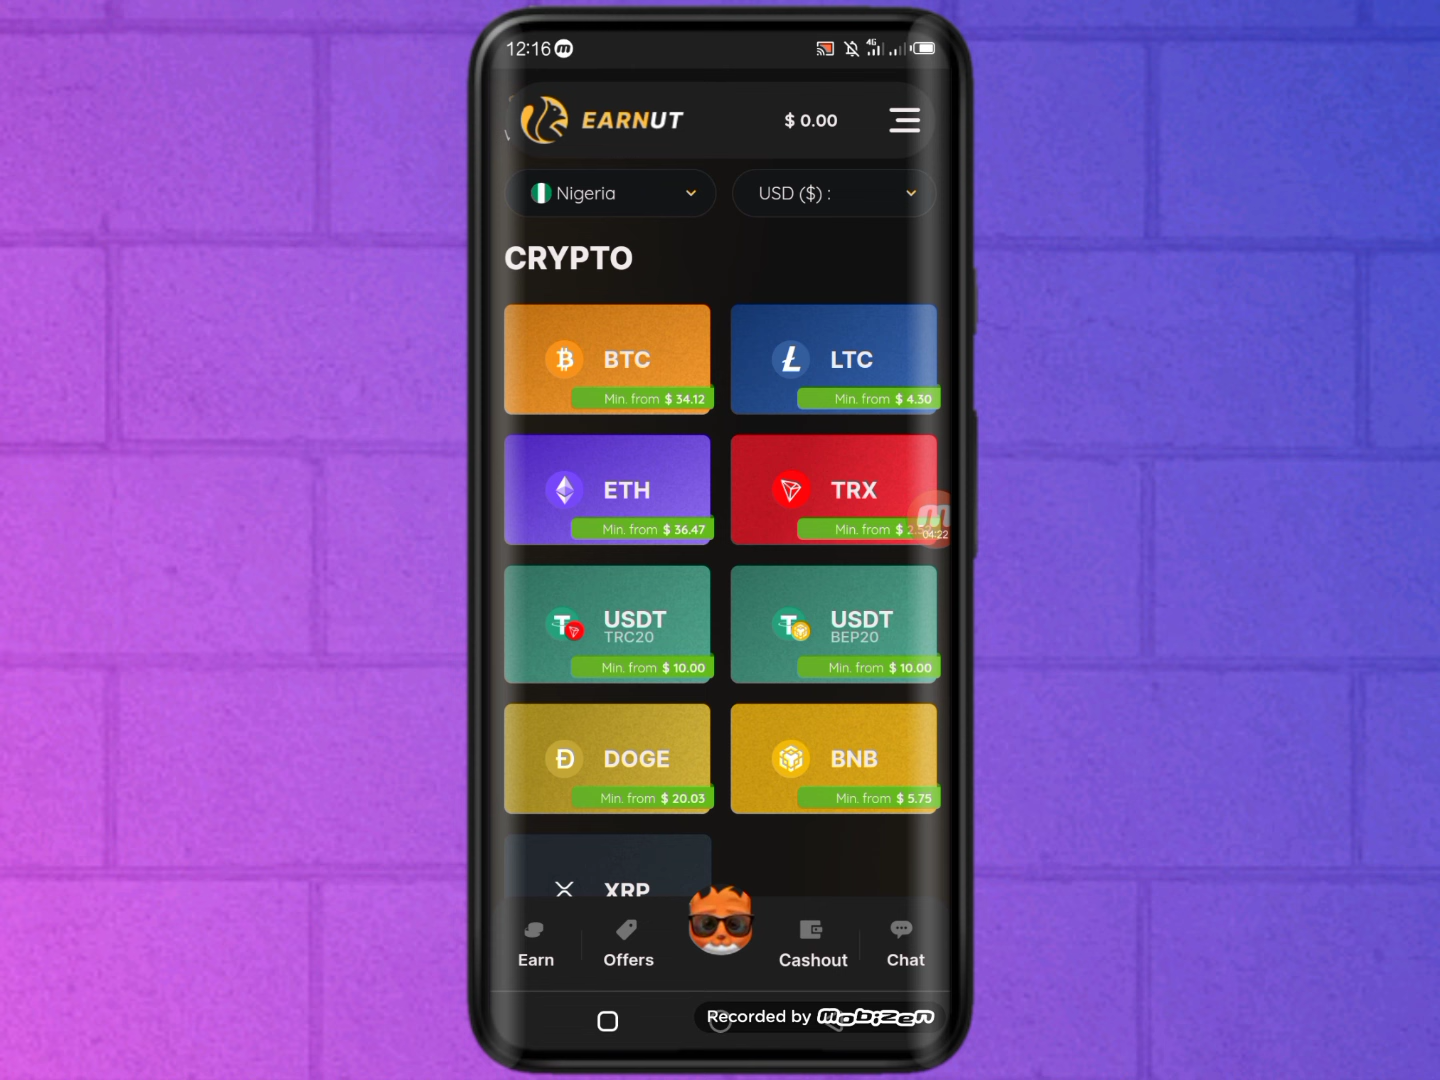 12:16
4G
EARNUT
$ 0.00
Nigeria
USD ($) :
CRYPTO
BTC
Min. from $ 34.12
LTC
Min. from $ 4.30
ETH
Min. from $ 36.47
TRX
Min. from $ 2.
04:22
USDT
TRC20
Min. from $ 10.00
USDT
BEP20
Min. from $ 10.00
DOGE
Min. from $ 20.03
BNB
Min. from $ 5.75
XRP
Earn
Offers
Cashout
Chat
Recorded by Mobizen